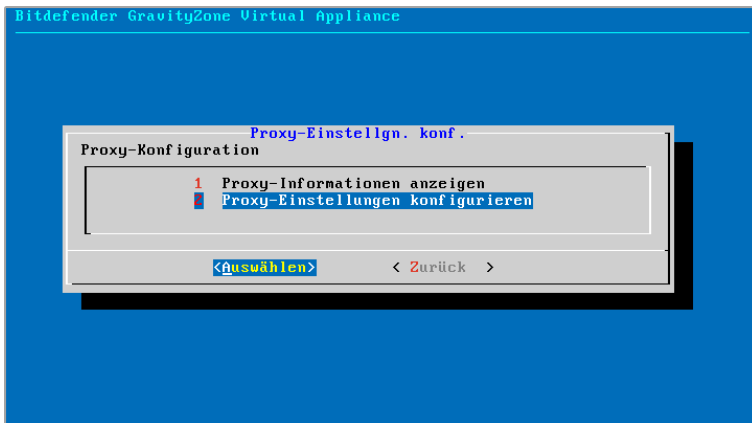 Bitdefender GravityZone Virtual Appliance
Proxy-Einstellgn. konf.
Proxy-Konfiguration
1 Proxy-Informationen anzeigen
2 Proxy-Einstellungen konfigurieren
<Auswählen> < Zurück >